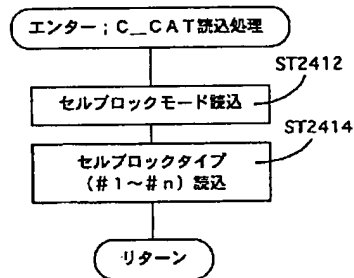 エンター；C＿CAT読込処理
ST2412
セルブロックモード読込
ST2414
セルブロックタイプ
（＃1～＃n）読込
リターン